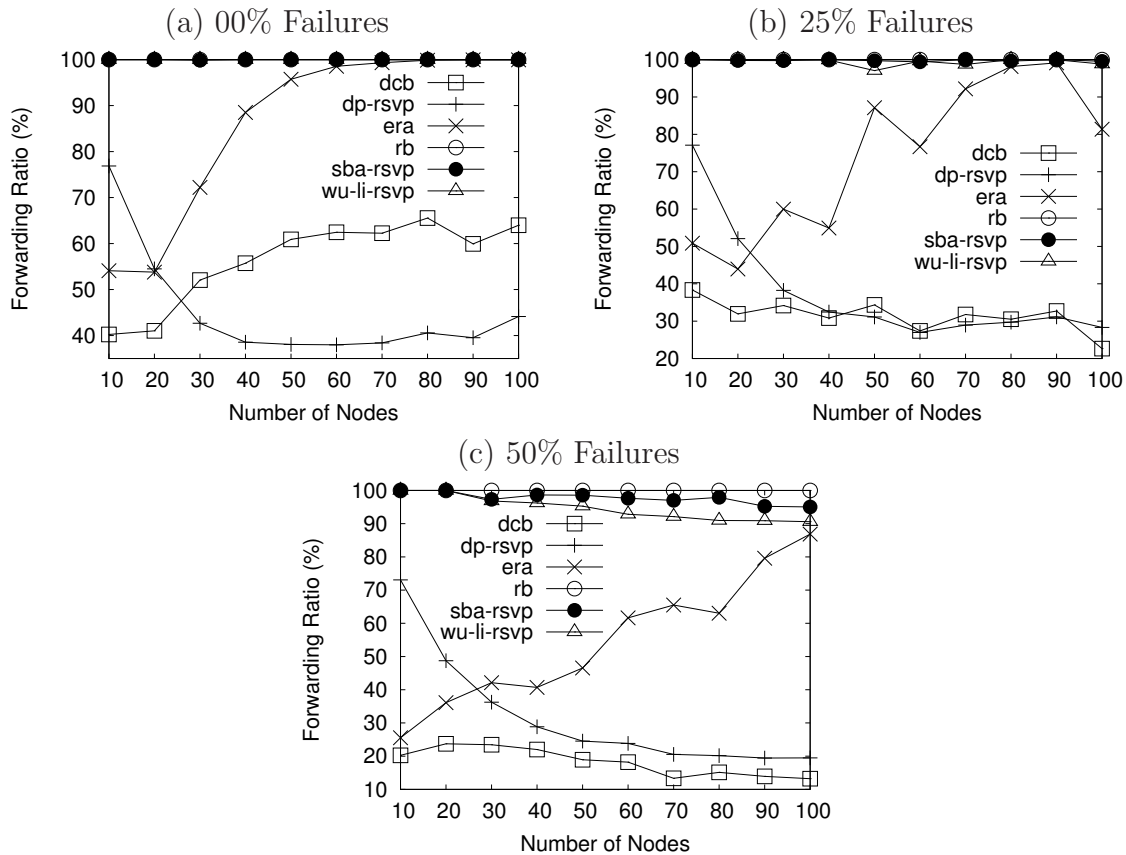 (a) 00% Failures
100
90
80
70
60
50
40
Forwarding Ratio (%)
dcb
dp-rsvp
era
rb
sba-rsvp
wu-li-rsvp
10 20 30 40 50 60 70 80 90 100
Number of Nodes
(b) 25% Failures
100
90
80
70
60
50
40
30
20
Forwarding Ratio (%)
dcb
dp-rsvp
era
rb
sba-rsvp
wu-li-rsvp
10 20 30 40 50 60 70 80 90 100
Number of Nodes
(c) 50% Failures
100
90
80
70
60
50
40
30
20
10
Forwarding Ratio (%)
dcb
dp-rsvp
era
rb
sba-rsvp
wu-li-rsvp
10 20 30 40 50 60 70 80 90 100
Number of Nodes